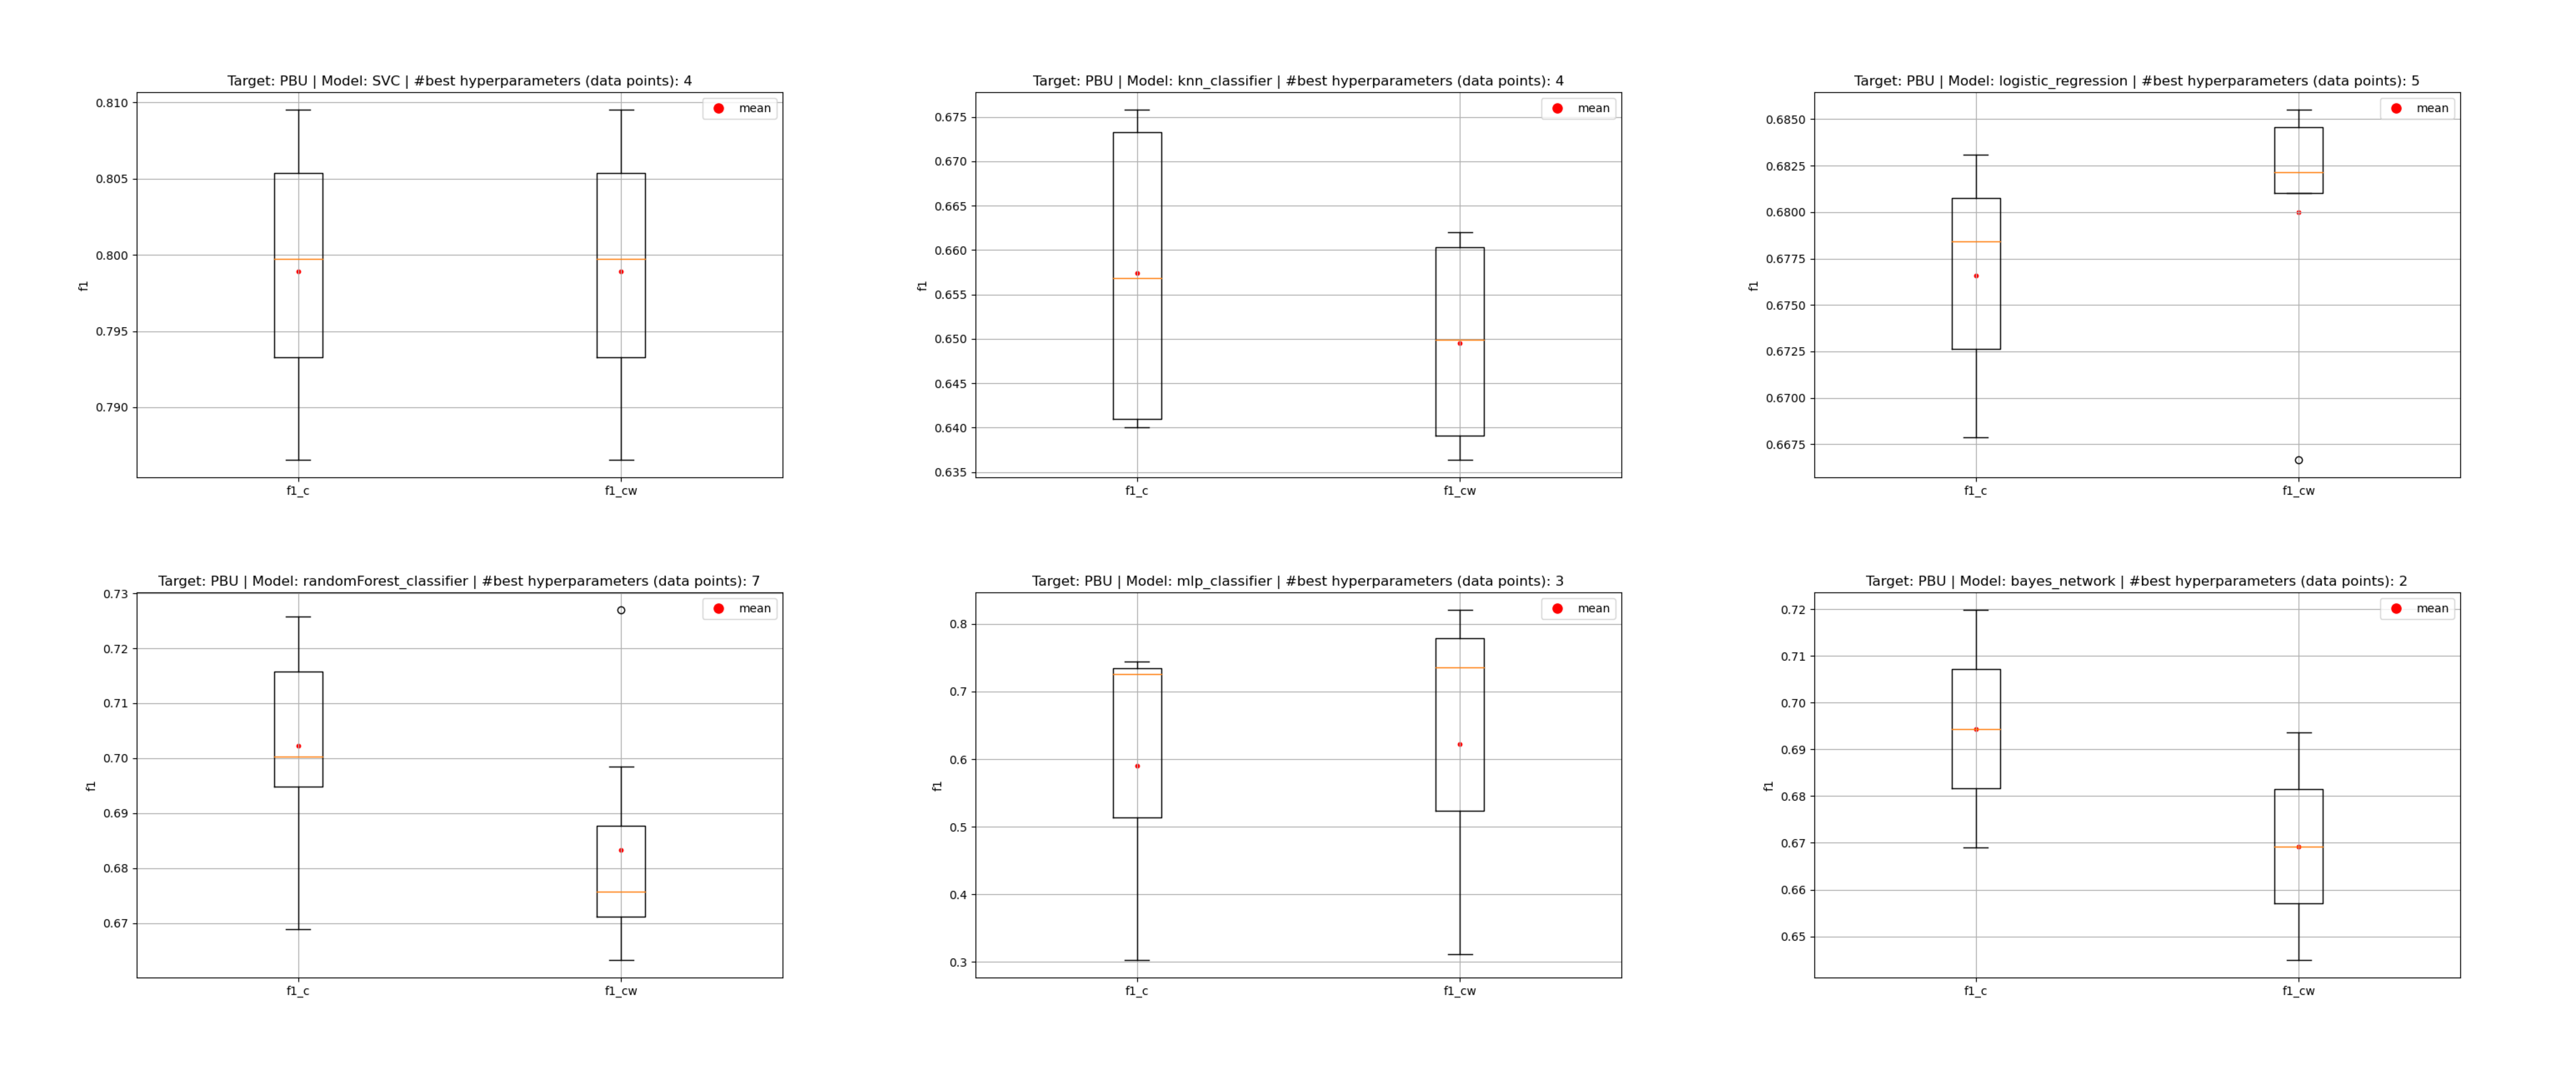 Target: PBU | Model: SVC | #best hyperparameters (data points): 4
mean
0.810
0.805
0.800
0.795
0.790
f1
f1_c
f1_cw
Target: PBU | Model: knn_classifier | #best hyperparameters (data points): 4
mean
0.675
0.670
0.665
0.660
0.655
0.650
0.645
0.640
0.635
f1
f1_c
f1_cw
Target: PBU | Model: logistic_regression | #best hyperparameters (data points): 5
mean
0.6850
0.6825
0.6800
0.6775
0.6750
0.6725
0.6700
0.6675
f1
f1_c
f1_cw
Target: PBU | Model: randomForest_classifier | #best hyperparameters (data points): 7
mean
0.73
0.72
0.71
0.70
0.69
0.68
0.67
f1
f1_c
f1_cw
Target: PBU | Model: mlp_classifier | #best hyperparameters (data points): 3
mean
0.8
0.7
0.6
0.5
0.4
0.3
f1
f1_c
f1_cw
Target: PBU | Model: bayes_network | #best hyperparameters (data points): 2
mean
0.72
0.71
0.70
0.69
0.68
0.67
0.66
0.65
f1
f1_c
f1_cw